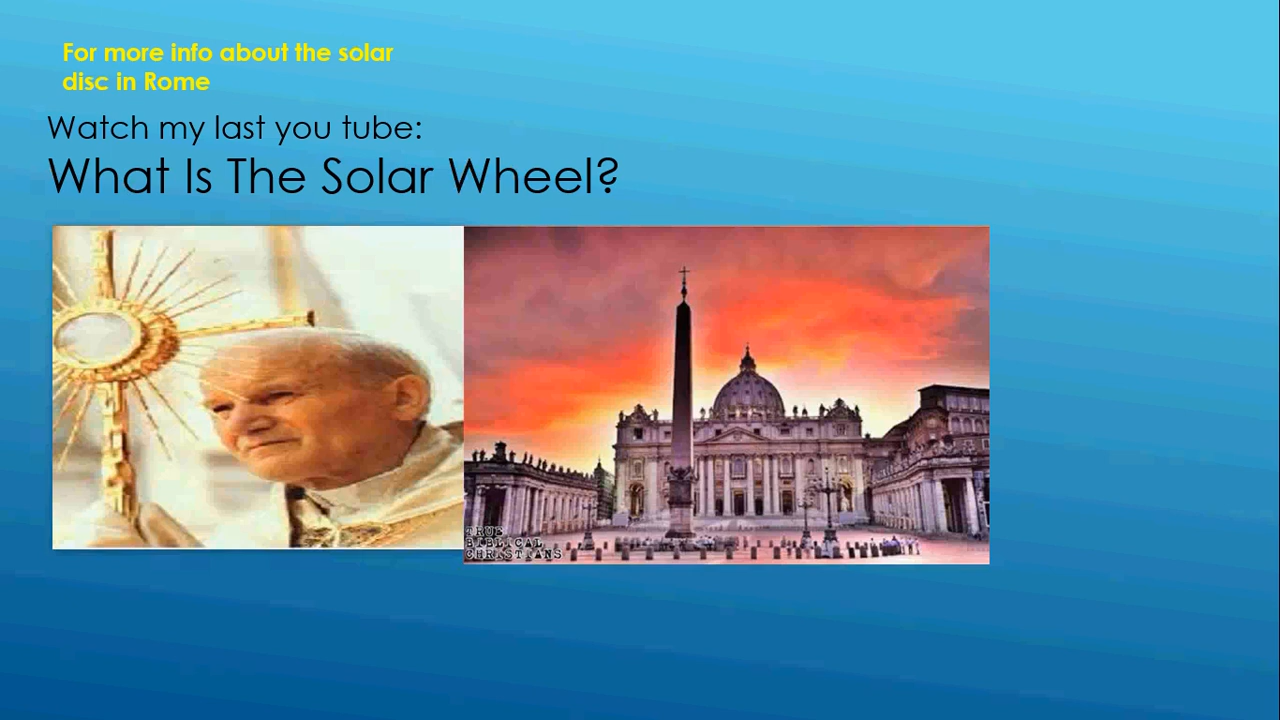 For more info about the solar
disc in Rome
Watch my last you tube:
What Is The Solar Wheel?
TRUE
BIBLICAL
CHRISTIANS